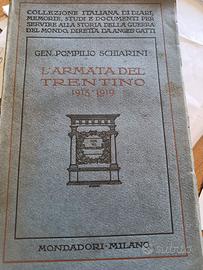 COLLEZIONE ITALIANA DI DIARI,
MEMORIE, STUDI E DOCUMENTI PER
SERVIRE ALLA STORIA DELLA GUERRA
DEL MONDO, DIRETTA DA ANGELO GATTI
GEN. POMPILIO SCHIARINI
L'ARMATA DEL
TRENTINO
1915-1919
MONDADORI - MILANO
subito